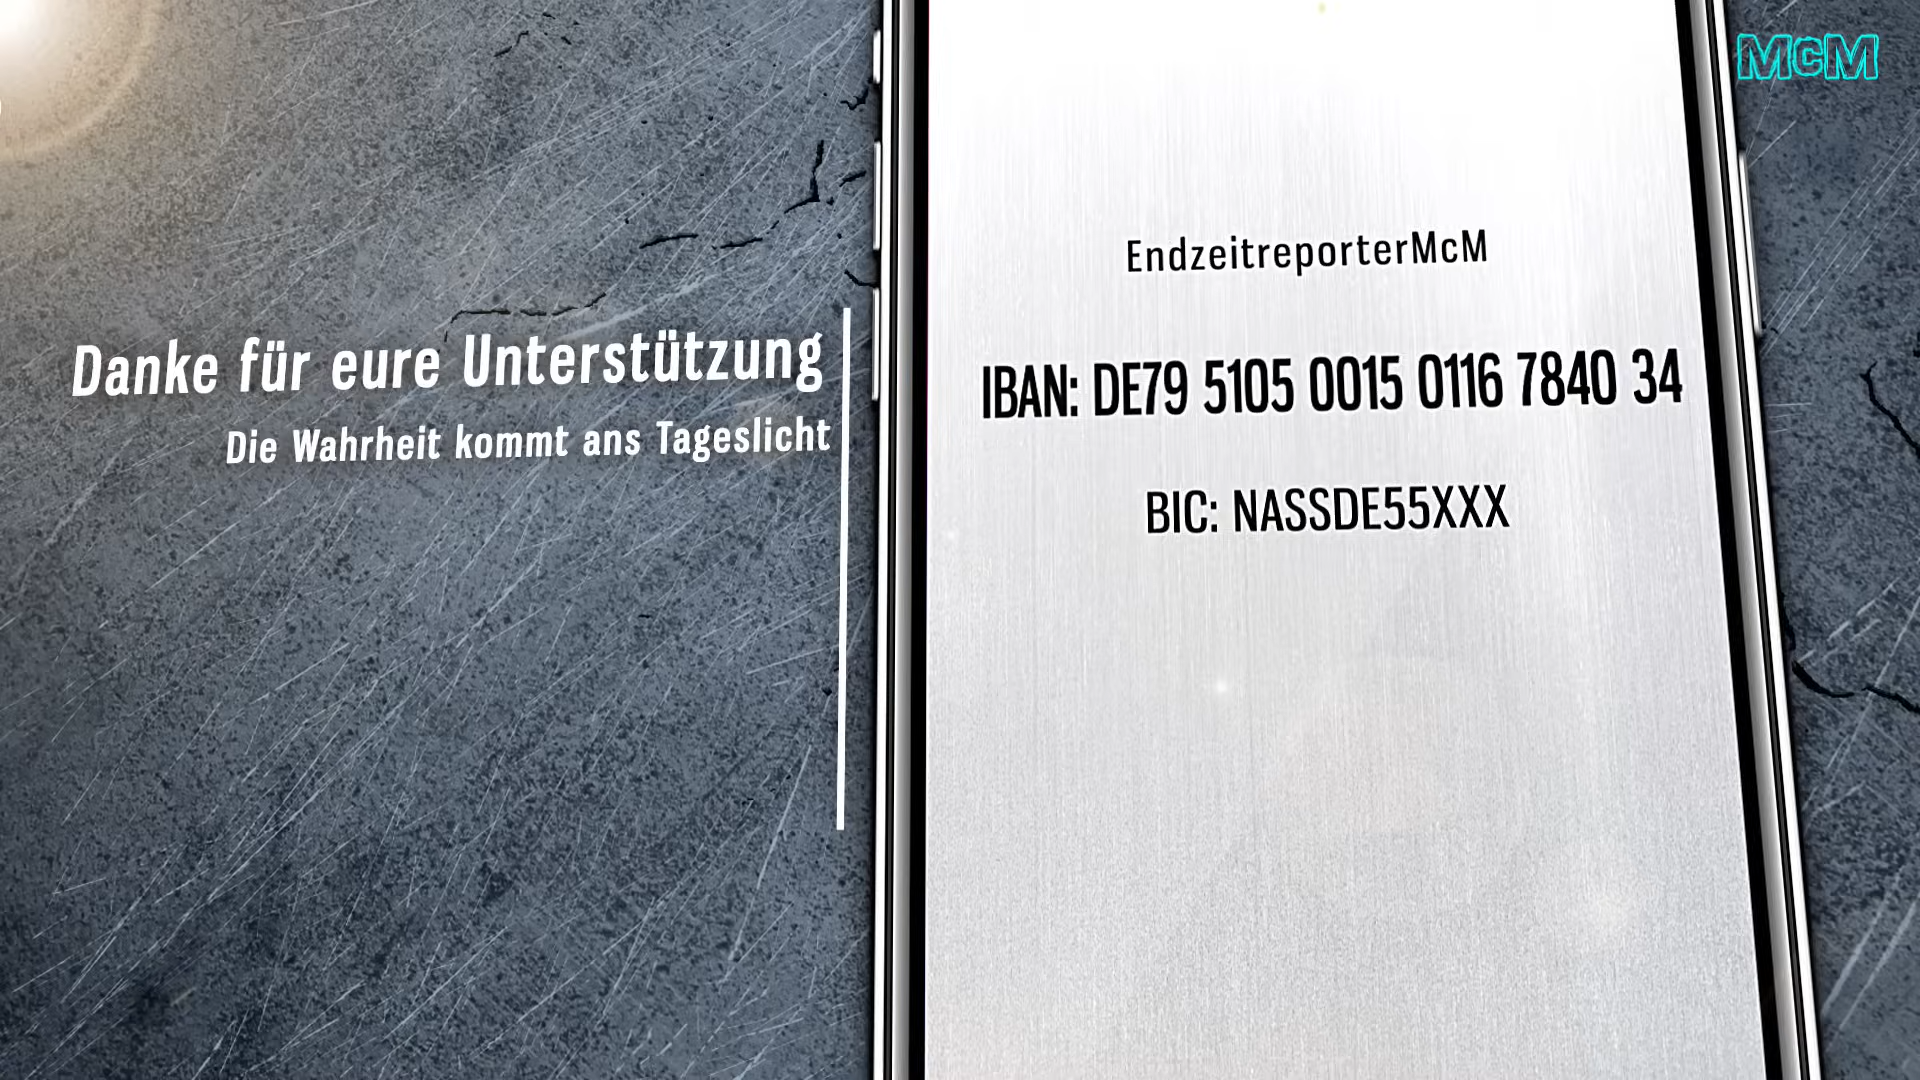 McM
Danke für eure Unterstützung
Die Wahrheit kommt ans Tageslicht
EndzeitreporterMcM
IBAN: DE79 5105 0015 0116 7840 34
BIC: NASSDE55XXX